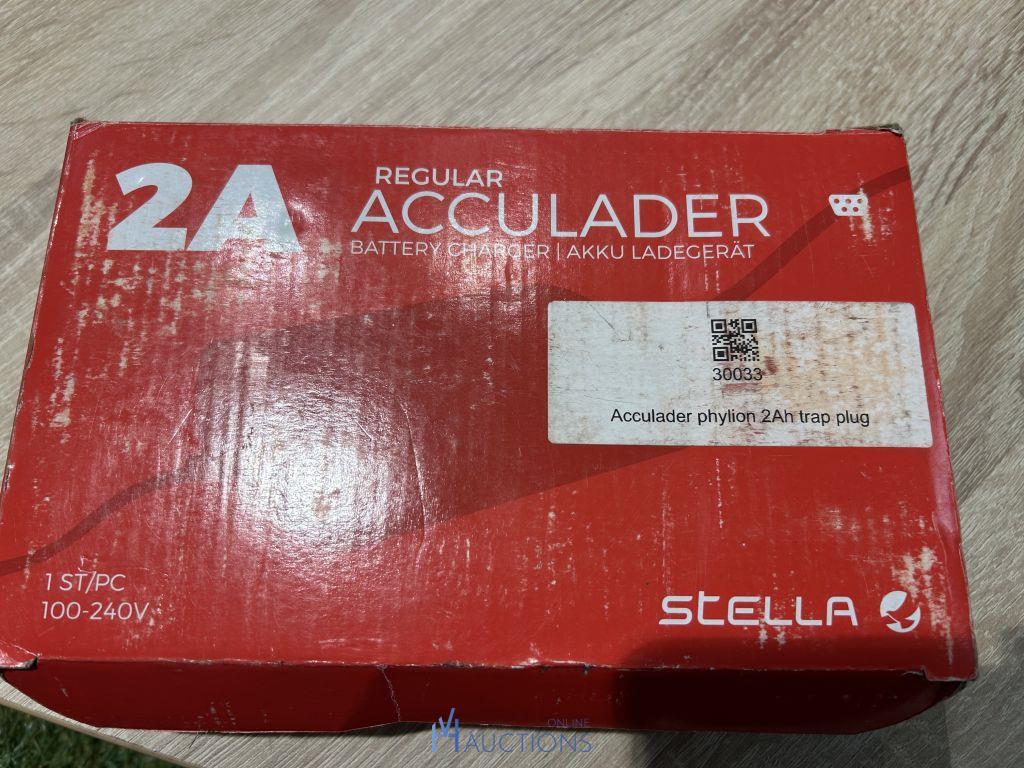 2A
REGULAR
ACCULADER
BATTERY CHARGER | AKKU LADEGERÄT
30033
Acculader phylion 2Ah trap plug
1 ST/PC
100-240V
STELLA
ONLINE
AUCTIONS